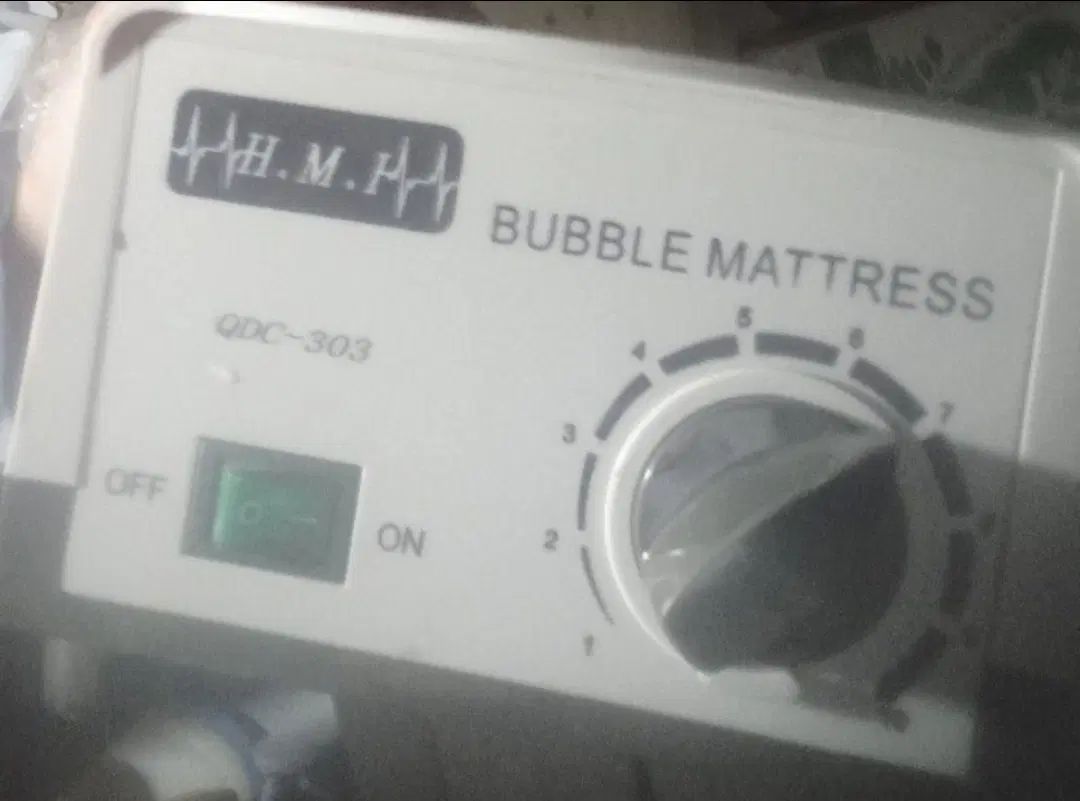 H.M.I
BUBBLE MATTRESS
QDC-303
OFF
ON
1
2
3
4
5
6
7